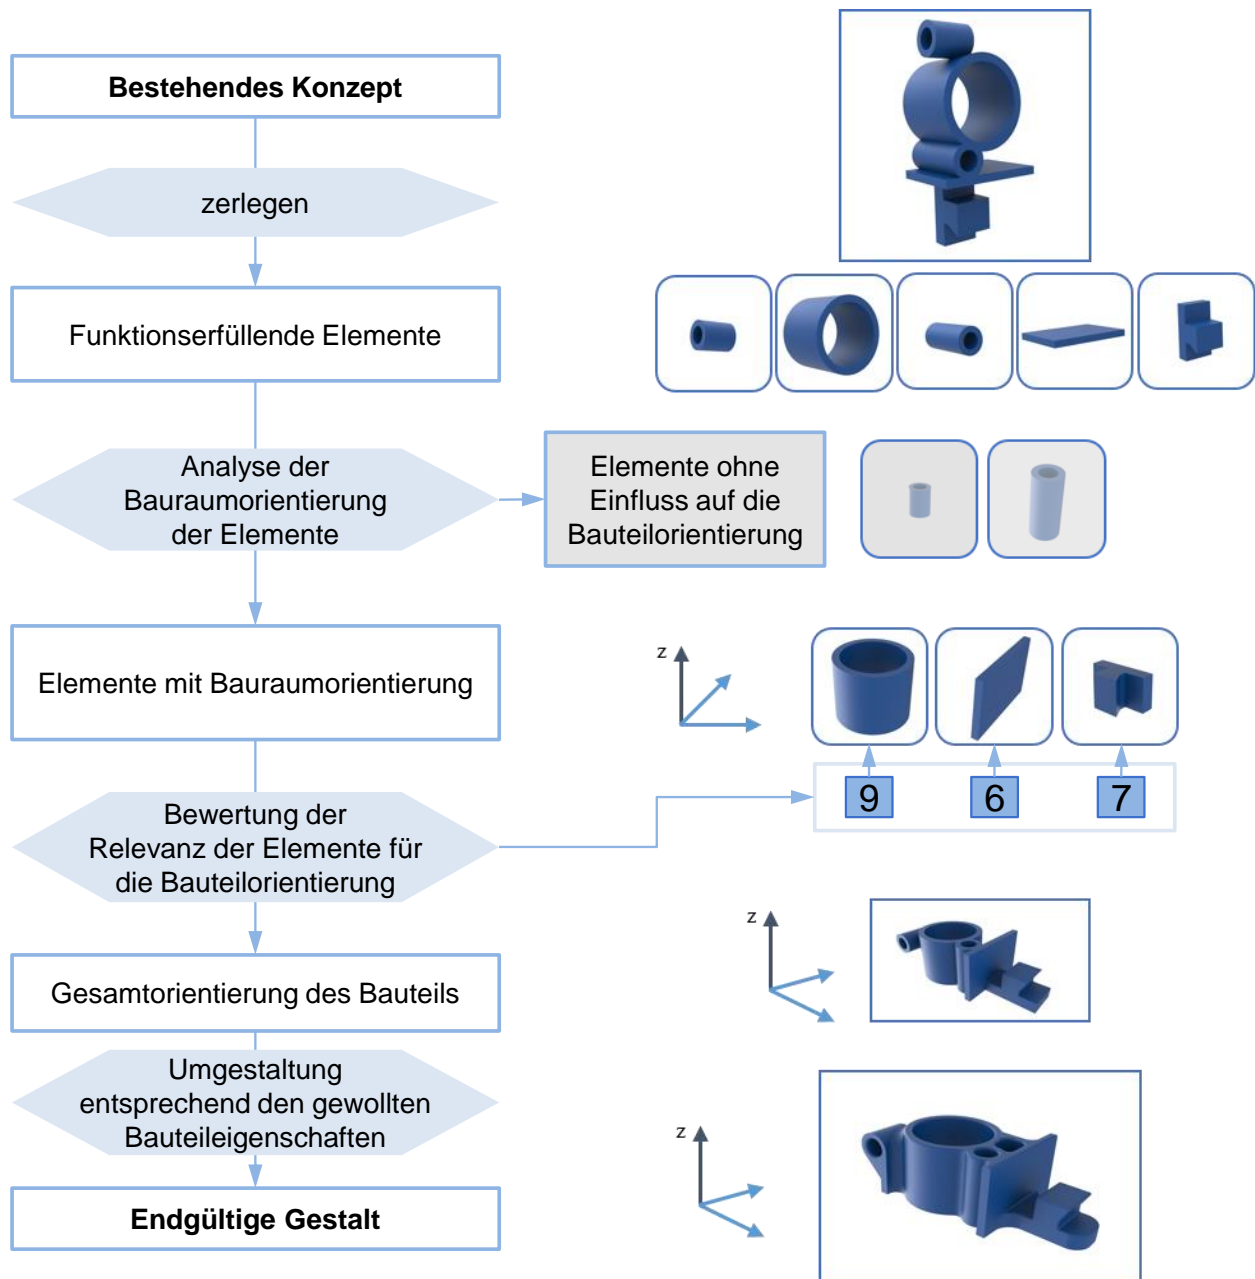 Bestehendes Konzept
zerlegen
Funktionserfüllende Elemente
Analyse der
Bauraumorientierung
der Elemente
Elemente ohne
Einfluss auf die
Bauteilorientierung
Elemente mit Bauraumorientierung
z
9 6 7
Bewertung der
Relevanz der Elemente für
die Bauteilorientierung
z
Gesamtorientierung des Bauteils
Umgestaltung
entsprechend den gewollten
Bauteileigenschaften
z
Endgültige Gestalt